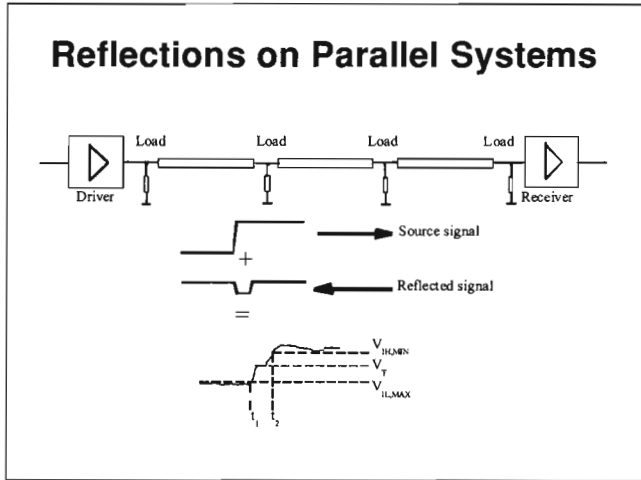 Reflections on Parallel Systems
Load Load Load Load
Driver Receiver
Source signal
+
Reflected signal
=
V_IH,MIN
V_T
V_IL,MAX
t_1 t_2